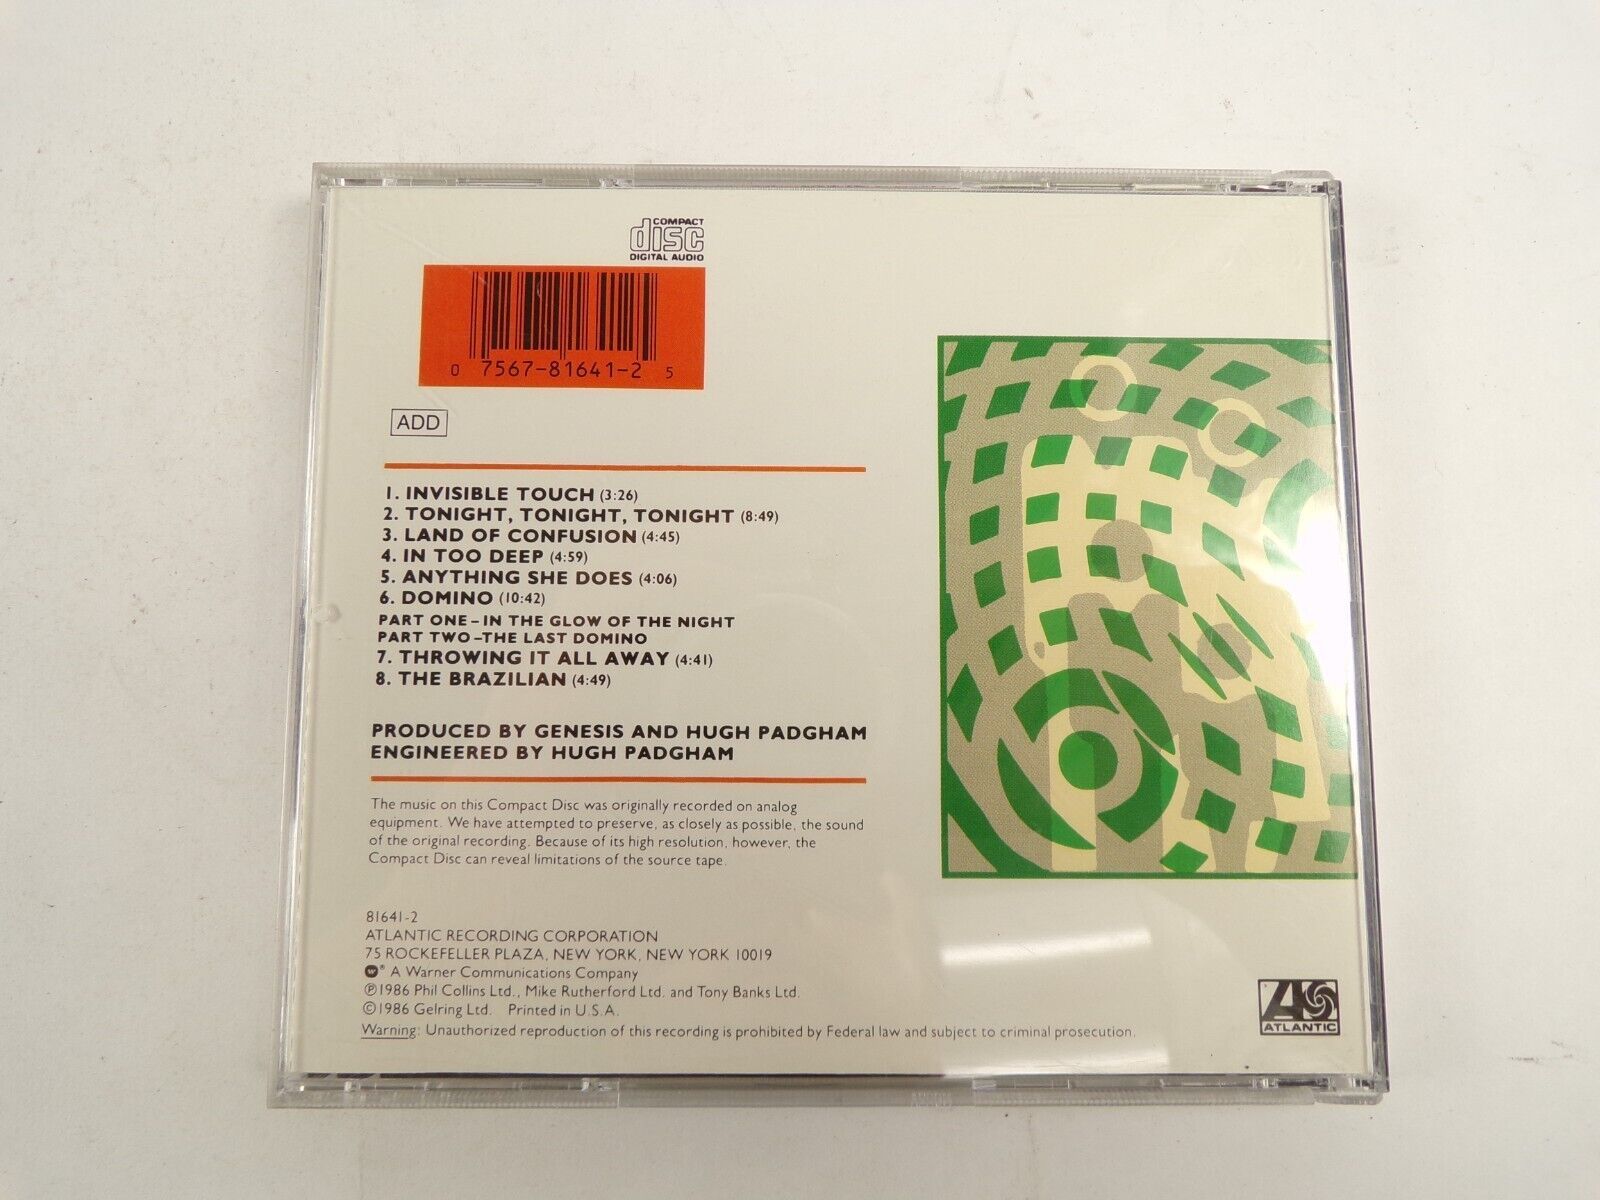 COMPACT
disc
DIGITAL AUDIO
0 7567-81641-2 5
ADD
1. INVISIBLE TOUCH (3:26)
2. TONIGHT, TONIGHT, TONIGHT (8:49)
3. LAND OF CONFUSION (4:45)
4. IN TOO DEEP (4:59)
5. ANYTHING SHE DOES (4:06)
6. DOMINO (10:42)
PART ONE–IN THE GLOW OF THE NIGHT
PART TWO–THE LAST DOMINO
7. THROWING IT ALL AWAY (4:41)
8. THE BRAZILIAN (4:49)
PRODUCED BY GENESIS AND HUGH PADGHAM
ENGINEERED BY HUGH PADGHAM
The music on this Compact Disc was originally recorded on analog
equipment. We have attempted to preserve, as closely as possible, the sound
of the original recording. Because of its high resolution, however, the
Compact Disc can reveal limitations of the source tape.
81641-2
ATLANTIC RECORDING CORPORATION
75 ROCKEFELLER PLAZA, NEW YORK, NEW YORK 10019
® A Warner Communications Company
℗1986 Phil Collins Ltd., Mike Rutherford Ltd. and Tony Banks Ltd.
©1986 Gelring Ltd. Printed in U.S.A.
Warning: Unauthorized reproduction of this recording is prohibited by Federal law and subject to criminal prosecution.
ATLANTIC